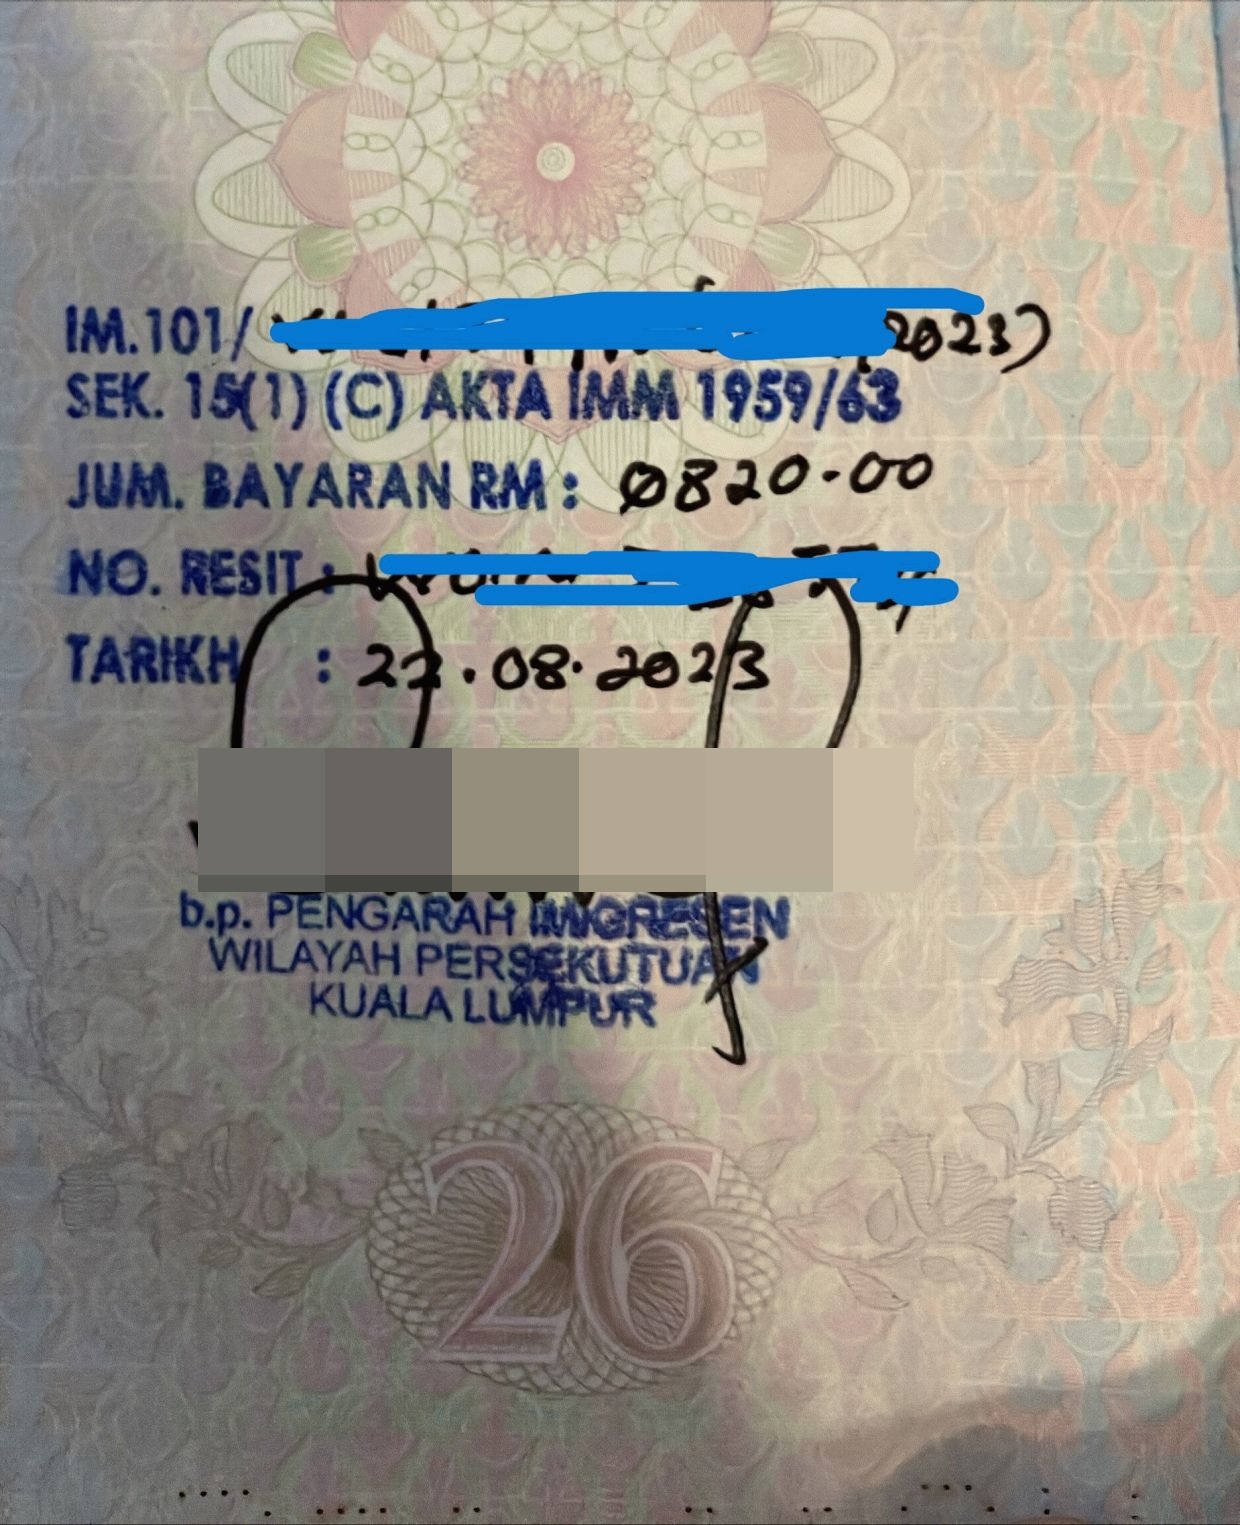 IM.101/ 2023)
SEK. 15(1) (C) AKTA IMM 1959/63
JUM. BAYARAN RM : 0820.00
NO. RESIT :
TARIKH : 22.08.2023
b.p. PENGARAH IMIGRESEN
WILAYAH PERSEKUTUAN
KUALA LUMPUR
26